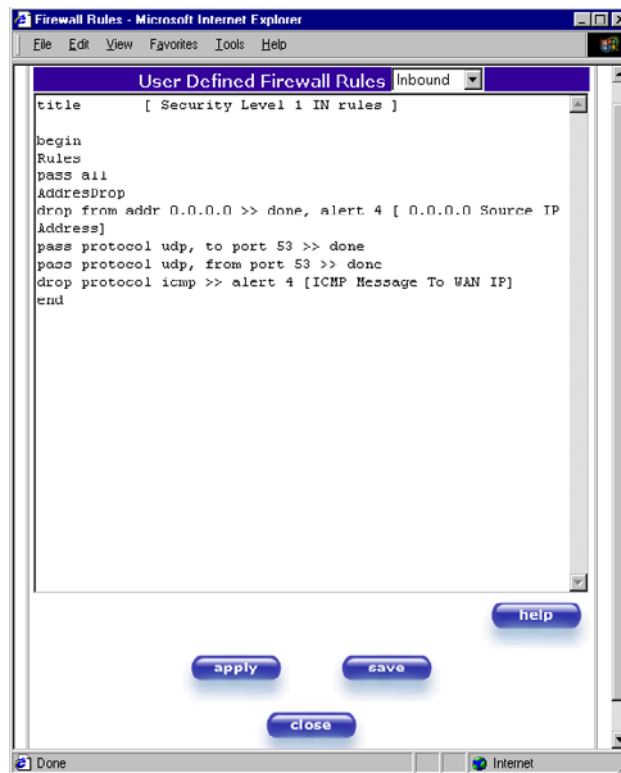 Firewall Rules - Microsoft Internet Explorer
File Edit View Favorites Tools Help
User Defined Firewall Rules Inbound
title [ Security Level 1 IN rules ]
begin
Rules
pass all
AddresDrop
drop from addr 0.0.0.0 >> done, alert 4 [ 0.0.0.0 Source IP
Address]
pass protocol udp, to port 53 >> done
pass protocol udp, from port 53 >> done
drop protocol icmp >> alert 4 [ICMP Message To WAN IP]
end
help
apply save
close
Done Internet